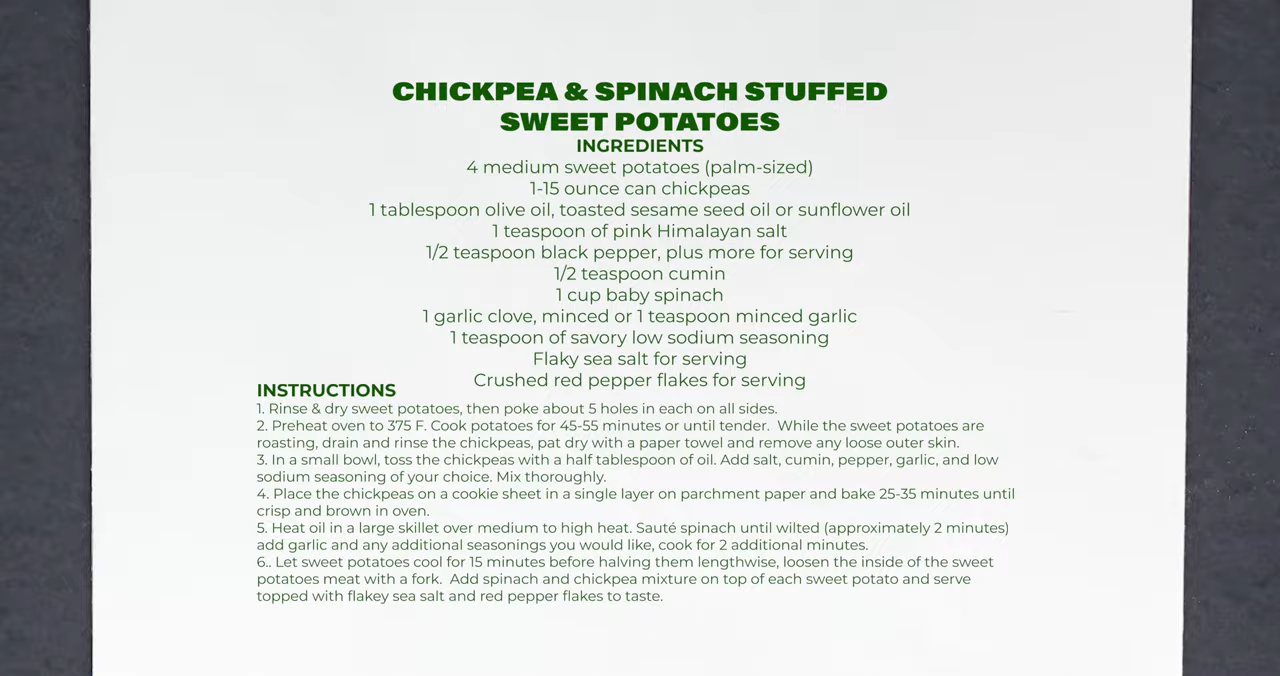 CHICKPEA & SPINACH STUFFED
SWEET POTATOES
INGREDIENTS
4 medium sweet potatoes (palm-sized)
1-15 ounce can chickpeas
1 tablespoon olive oil, toasted sesame seed oil or sunflower oil
1 teaspoon of pink Himalayan salt
1/2 teaspoon black pepper, plus more for serving
1/2 teaspoon cumin
1 cup baby spinach
1 garlic clove, minced or 1 teaspoon minced garlic
1 teaspoon of savory low sodium seasoning
Flaky sea salt for serving
Crushed red pepper flakes for serving
INSTRUCTIONS
1. Rinse & dry sweet potatoes, then poke about 5 holes in each on all sides.
2. Preheat oven to 375 F. Cook potatoes for 45-55 minutes or until tender.  While the sweet potatoes are
roasting, drain and rinse the chickpeas, pat dry with a paper towel and remove any loose outer skin.
3. In a small bowl, toss the chickpeas with a half tablespoon of oil. Add salt, cumin, pepper, garlic, and low
sodium seasoning of your choice. Mix thoroughly.
4. Place the chickpeas on a cookie sheet in a single layer on parchment paper and bake 25-35 minutes until
crisp and brown in oven.
5. Heat oil in a large skillet over medium to high heat. Sauté spinach until wilted (approximately 2 minutes)
add garlic and any additional seasonings you would like, cook for 2 additional minutes.
6.. Let sweet potatoes cool for 15 minutes before halving them lengthwise, loosen the inside of the sweet
potatoes meat with a fork.  Add spinach and chickpea mixture on top of each sweet potato and serve
topped with flakey sea salt and red pepper flakes to taste.